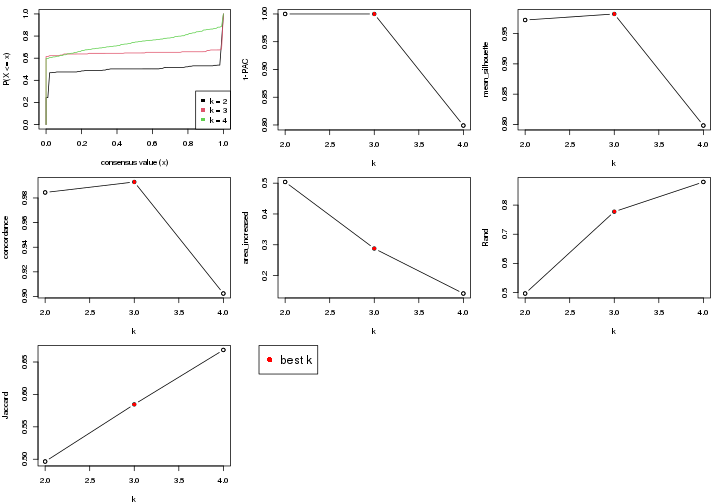 P(X <= x)
1.0
0.8
0.6
0.4
0.2
0.0
k = 2
k = 3
k = 4
0.0 0.2 0.4 0.6 0.8 1.0
consensus value (x)
1-PAC
1.00
0.95
0.90
0.85
0.80
2.0 2.5 3.0 3.5 4.0
k
mean_silhouette
0.95
0.90
0.85
0.80
2.0 2.5 3.0 3.5 4.0
k
concordance
0.98
0.96
0.94
0.92
0.90
2.0 2.5 3.0 3.5 4.0
k
area_increased
0.5
0.4
0.3
0.2
2.0 2.5 3.0 3.5 4.0
k
Rand
0.8
0.7
0.6
0.5
2.0 2.5 3.0 3.5 4.0
k
Jaccard
0.65
0.60
0.55
0.50
2.0 2.5 3.0 3.5 4.0
k
best k